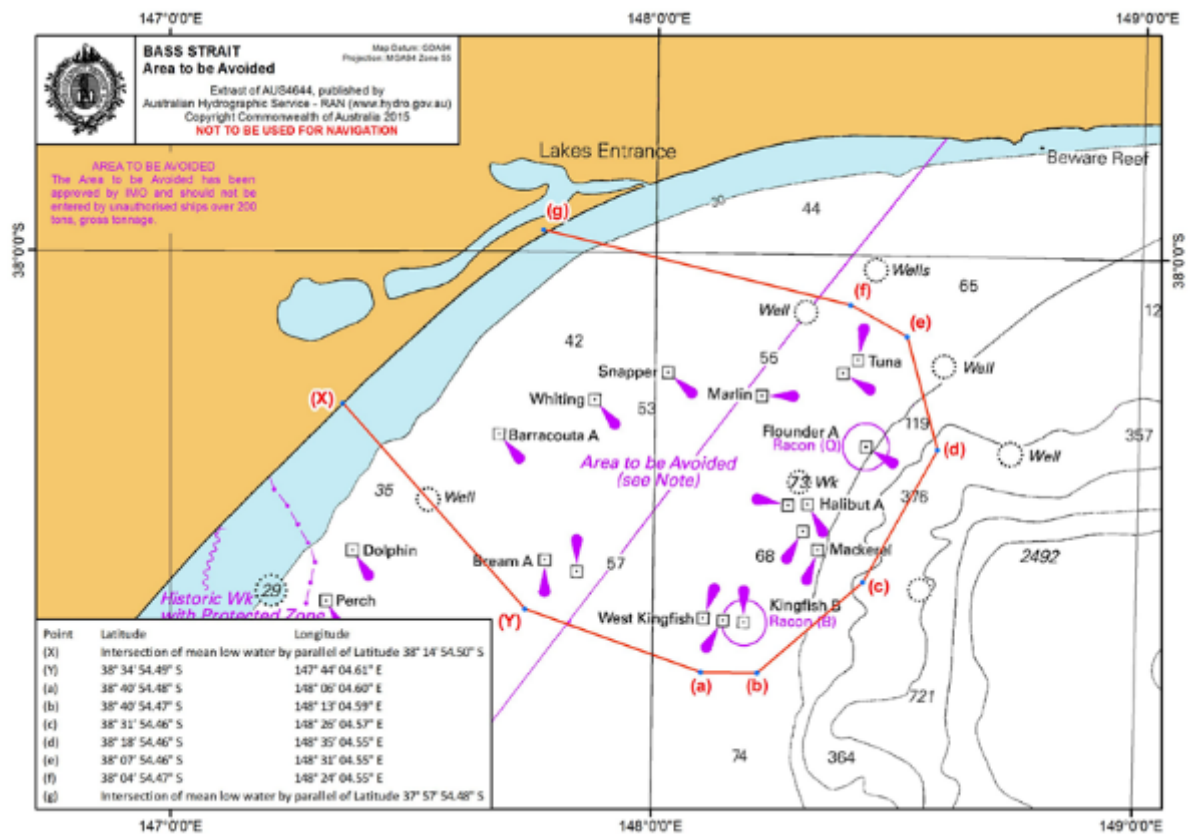 147°0'0"E
148°0'0"E
149°0'0"E
BASS STRAIT
Area to be Avoided
Map Datum: GDA94
Projection: MGA94 Zone 55
Extract of AUS4644, published by
Australian Hydrographic Service - RAN (www.hydro.gov.au)
Copyright Commonwealth of Australia 2015
NOT TO BE USED FOR NAVIGATION
AREA TO BE AVOIDED
The Area to be Avoided has been
approved by IMO and should not be
entered by unauthorised ships over 200
tons, gross tonnage.
Lakes Entrance
Beware Reef
30
44
(g)
38°0'0"S
38°0'0"S
Wells
65
(f)
Well
12
(e)
42
55
Tuna
Well
Snapper
Marlin
(X)
Whiting
53
119
Flounder A
Racon (Q)
357
Barracouta A
(d)
Well
Area to be Avoided
(see Note)
73 Wk
35
Well
376
Halibut A
Dolphin
Bream A
57
68
Mackerel
2492
(c)
29
Historic Wk
with Protected Zone
Perch
Kingfish B
Racon (B)
West Kingfish
(Y)
(a)
(b)
721
74
364
Point Latitude Longitude
(X) Intersection of mean low water by parallel of Latitude 38° 14' 54.50" S
(Y) 38° 34' 54.49" S 147° 44' 04.61" E
(a) 38° 40' 54.48" S 148° 06' 04.60" E
(b) 38° 40' 54.47" S 148° 13' 04.59" E
(c) 38° 31' 54.46" S 148° 26' 04.57" E
(d) 38° 18' 54.46" S 148° 35' 04.55" E
(e) 38° 07' 54.46" S 148° 31' 04.55" E
(f) 38° 04' 54.47" S 148° 24' 04.55" E
(g) Intersection of mean low water by parallel of Latitude 37° 57' 54.48" S
147°0'0"E
148°0'0"E
149°0'0"E